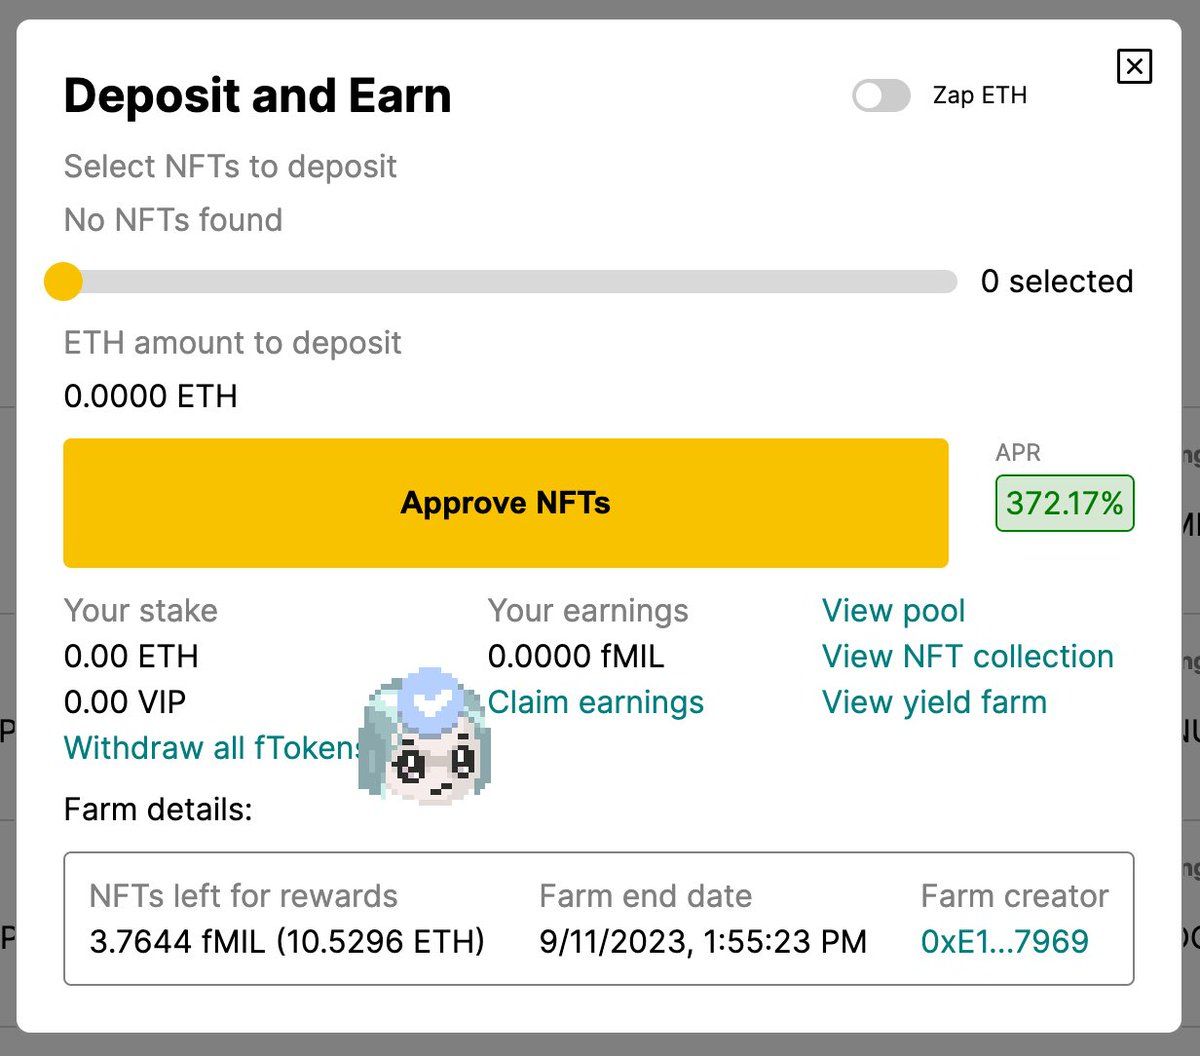 Deposit and Earn
Zap ETH
Select NFTs to deposit
No NFTs found
0 selected
ETH amount to deposit
0.0000 ETH
Approve NFTs
APR
372.17%
Your stake
0.00 ETH
0.00 VIP
Withdraw all fTokens
Your earnings
0.0000 fMIL
Claim earnings
View pool
View NFT collection
View yield farm
Farm details:
NFTs left for rewards
3.7644 fMIL (10.5296 ETH)
Farm end date
9/11/2023, 1:55:23 PM
Farm creator
0xE1...7969